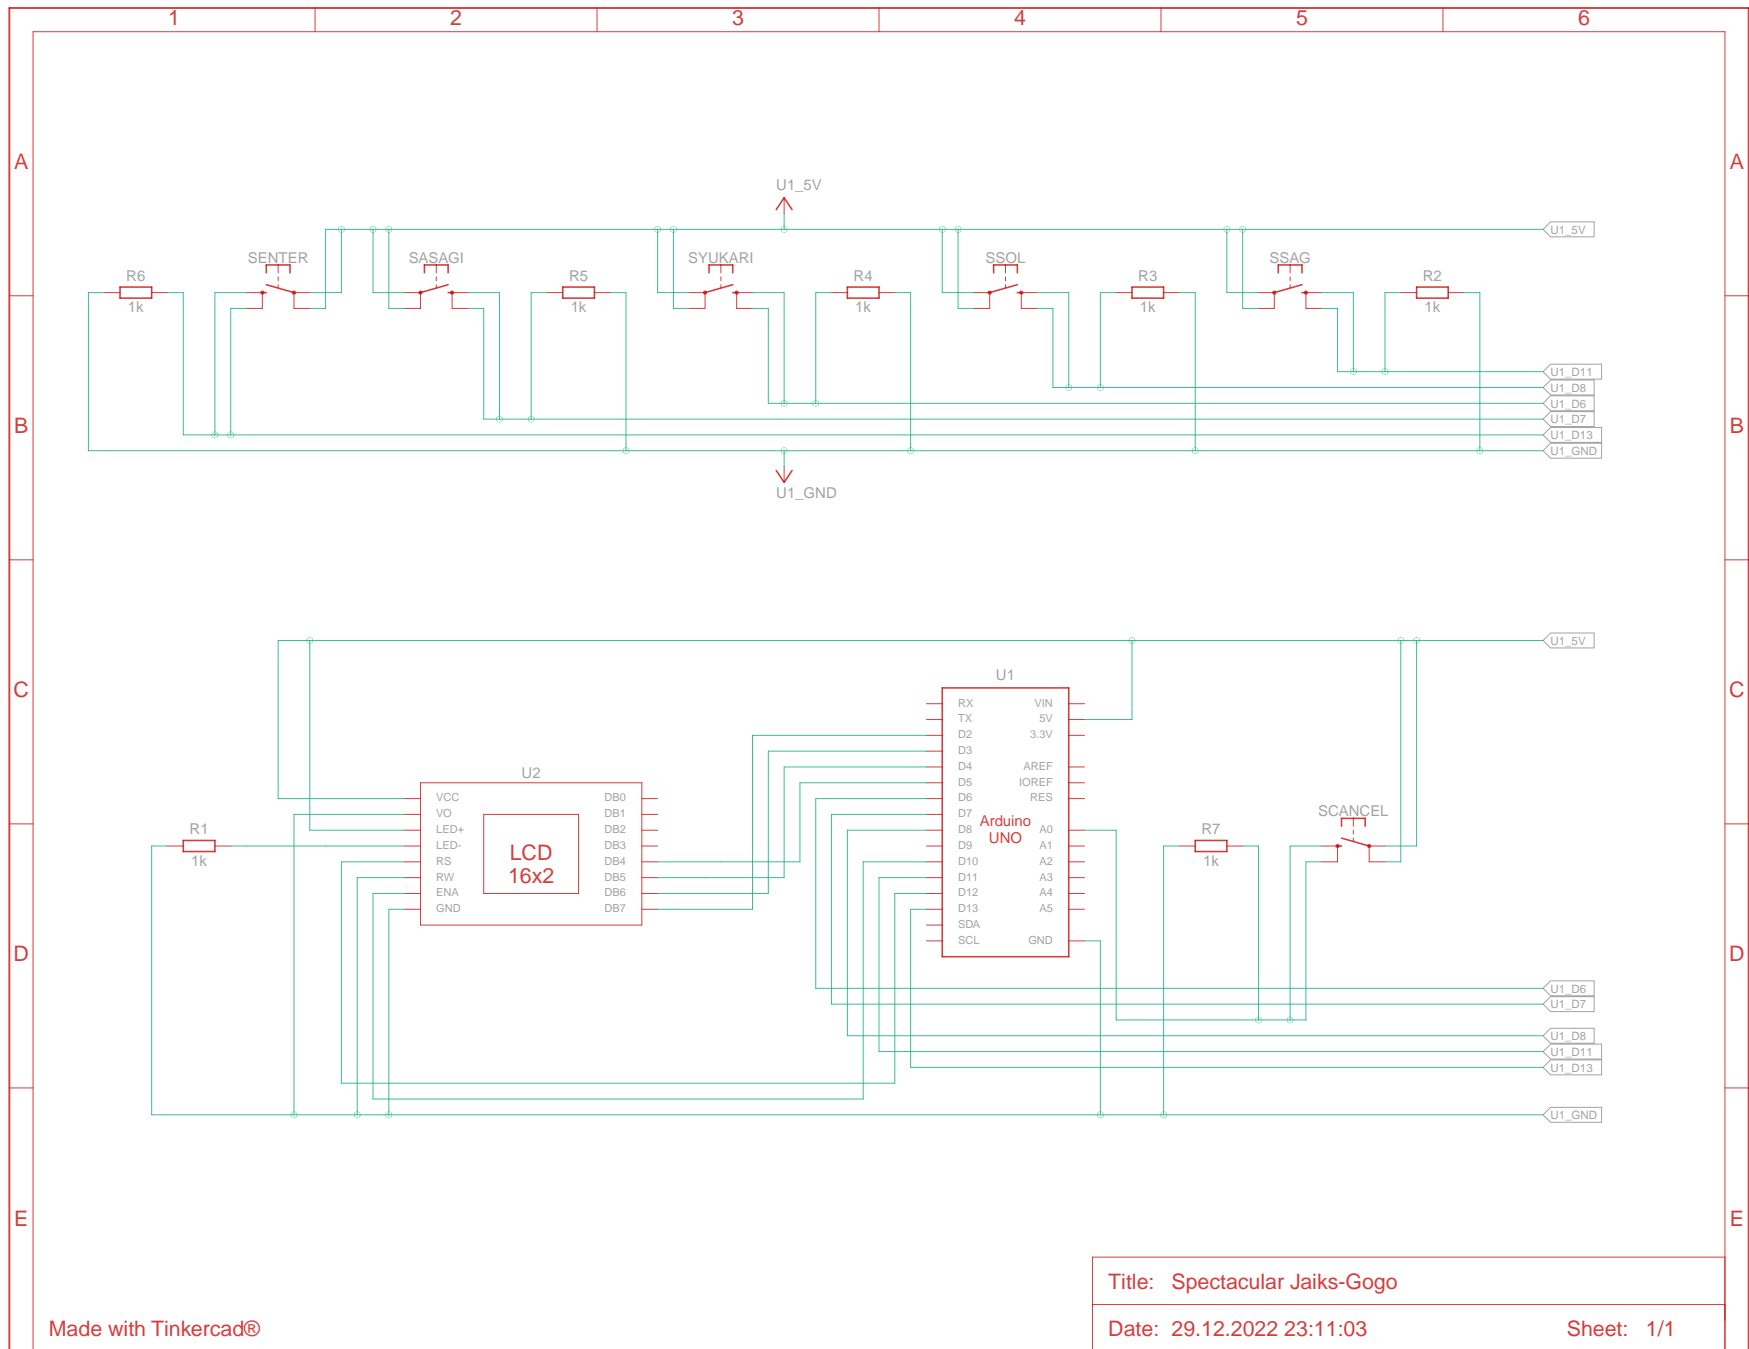 1 2 3 4 5 6
A A
U1_5V
U1_5V
SENTER SASAGI SYUKARI SSOL SSAG
R6 R5 R4 R3 R2
1k 1k 1k 1k 1k
U1_D11
U1_D8
U1_D6
U1_D7
B B
U1_D13
U1_GND
U1_GND
U1_5V
C C
U1
RX VIN
TX 5V
D2 3.3V
D3
D4 AREF
D5 IOREF
D6 RES
D7
D8 A0
D9 A1
D10 A2
D11 A3
D12 A4
D13 A5
SDA
SCL GND
Arduino
UNO
U2
VCC DB0
VO DB1
LED+ DB2
LED- DB3
RS DB4
RW DB5
ENA DB6
GND DB7
LCD
16x2
R1
1k
R7
1k
SCANCEL
D D
U1_D6
U1_D7
U1_D8
U1_D11
U1_D13
U1_GND
E E
Title: Spectacular Jaiks-Gogo
Made with Tinkercad®
Date: 29.12.2022 23:11:03 Sheet: 1/1